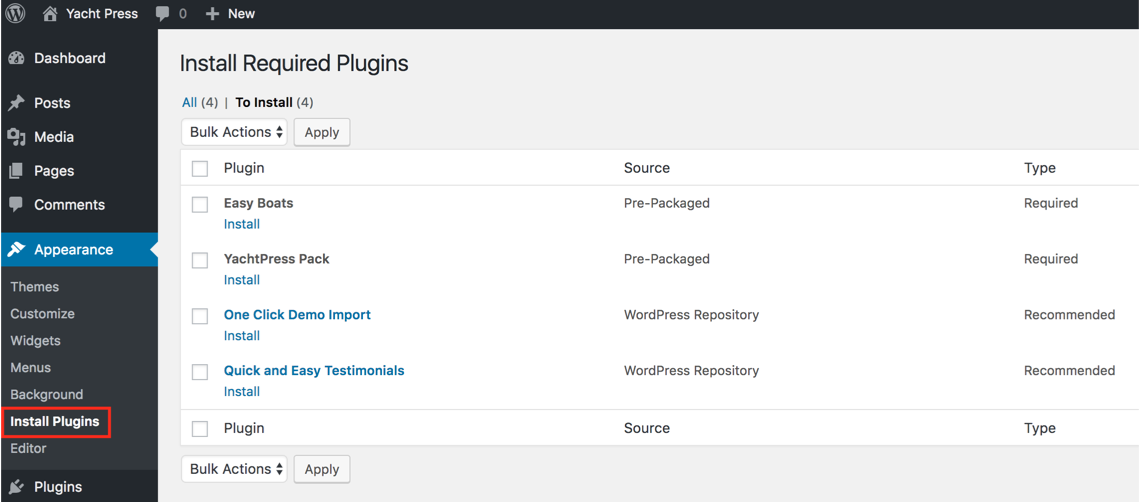 Yacht Press 0 New
Dashboard
Posts
Media
Pages
Comments
Appearance
Themes
Customize
Widgets
Menus
Background
Install Plugins
Editor
Plugins
Install Required Plugins
All (4) | To Install (4)
Bulk Actions Apply
Plugin Source Type
Easy Boats Pre-Packaged Required
Install
YachtPress Pack Pre-Packaged Required
Install
One Click Demo Import WordPress Repository Recommended
Install
Quick and Easy Testimonials WordPress Repository Recommended
Install
Plugin Source Type
Bulk Actions Apply